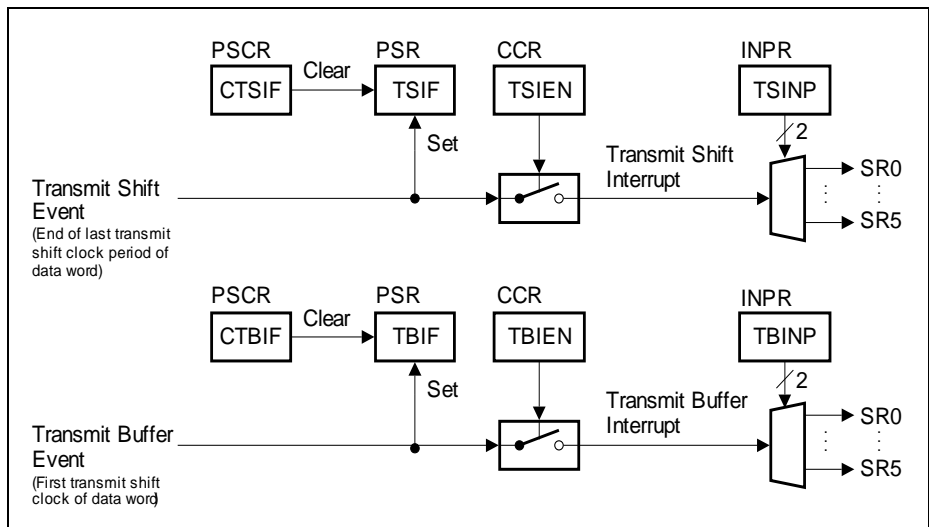 PSCR PSR CCR INPR
CTSIF Clear TSIF TSIEN TSINP
2
Set
Transmit Shift
Interrupt
SR0
SR5
Transmit Shift
Event
(End of last transmit
shift clock period of
data word)
PSCR PSR CCR INPR
CTBIF Clear TBIF TBIEN TBINP
2
Set
Transmit Buffer
Interrupt
SR0
SR5
Transmit Buffer
Event
(First transmit shift
clock of data word)